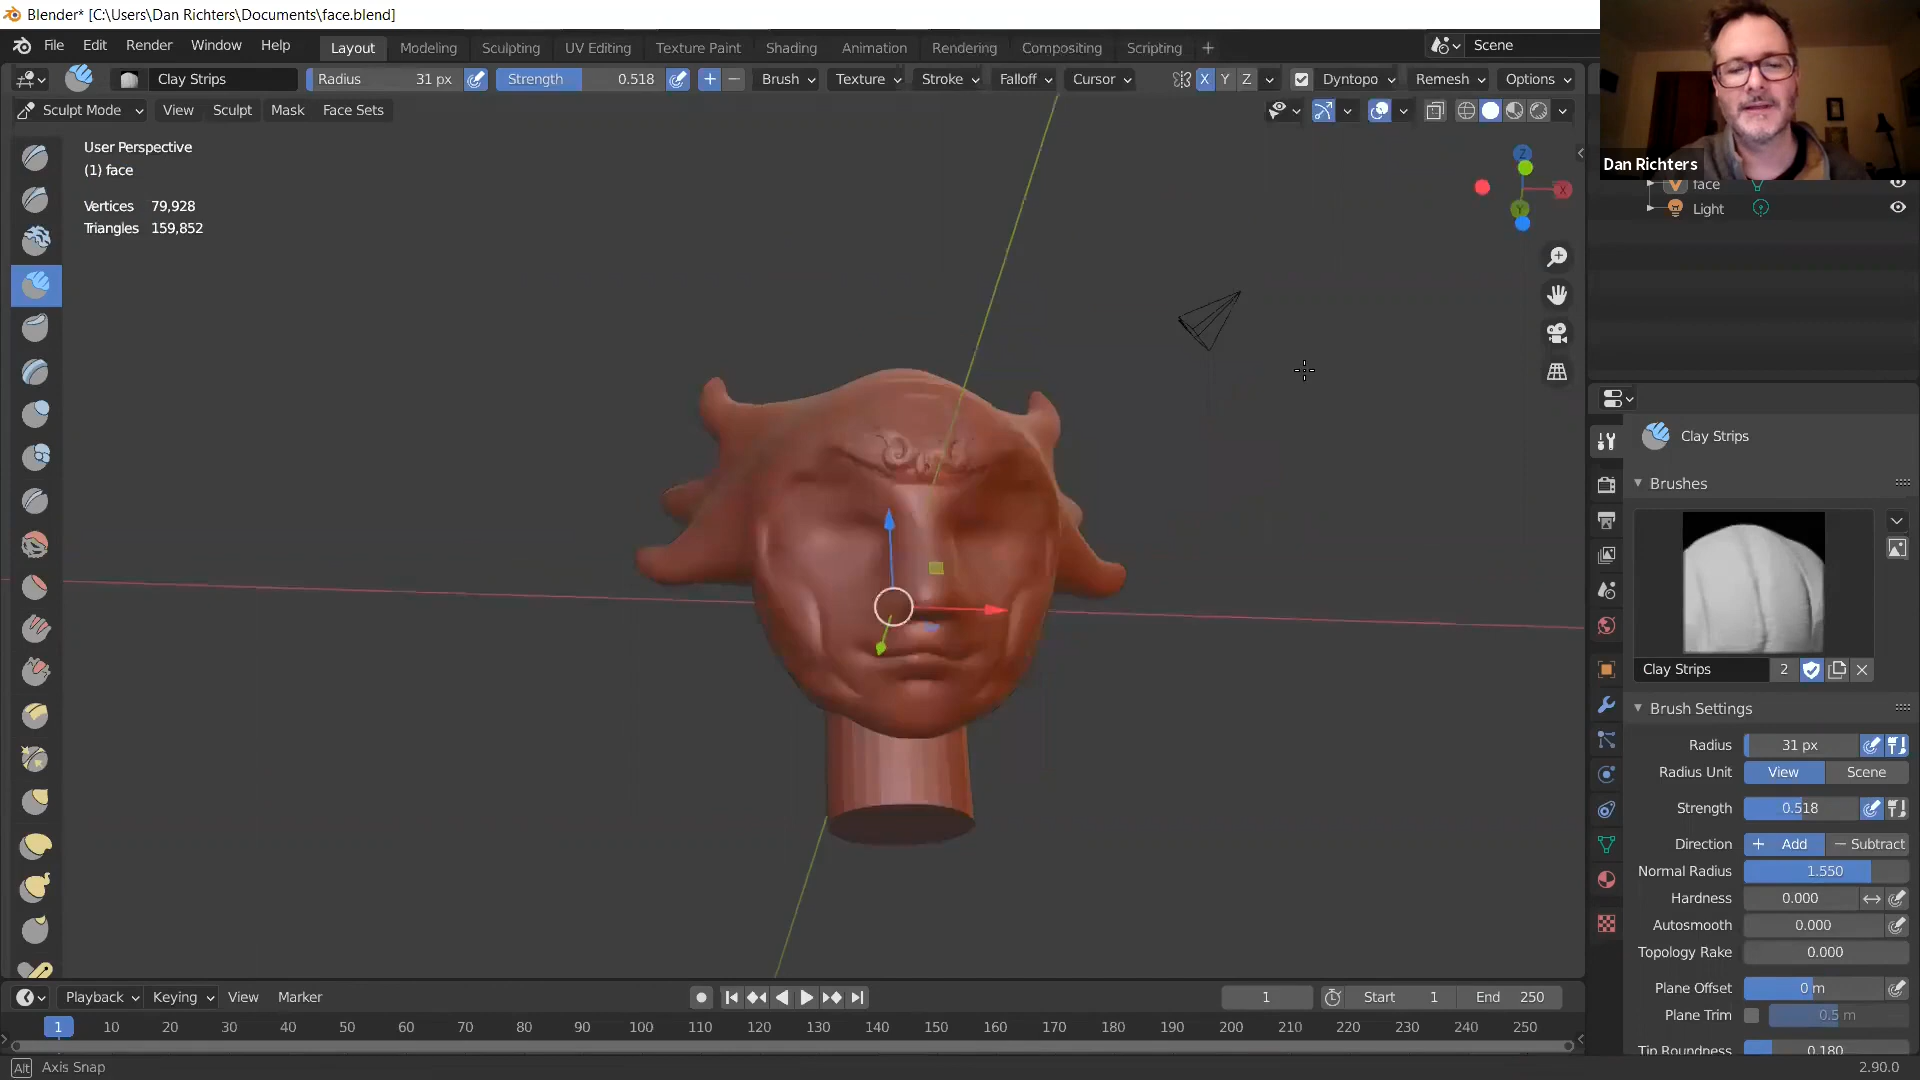 Blender* [C:\Users\Dan Richters\Documents\face.blend]
File Edit Render Window Help Layout Modeling Sculpting UV Editing Texture Paint Shading Animation Rendering Compositing Scripting + Scene
Clay Strips Radius 31 px Strength 0.518 Brush Texture Stroke Falloff Cursor X Y Z Dyntopo Remesh Options
Sculpt Mode View Sculpt Mask Face Sets
User Perspective
(1) face
Vertices 79,928
Triangles 159,852
Z
X
Y
Dan Richters
face
Light
Clay Strips
Brushes
Clay Strips 2
Brush Settings
Radius 31 px
Radius Unit View Scene
Strength 0.518
Direction + Add − Subtract
Normal Radius 1.550
Hardness 0.000
Autosmooth 0.000
Topology Rake 0.000
Plane Offset 0 m
Plane Trim 0.5 m
Tip Roundness 0.180
Playback Keying View Marker 1 Start 1 End 250
1 10 20 30 40 50 60 70 80 90 100 110 120 130 140 150 160 170 180 190 200 210 220 230 240 250
Alt Axis Snap 2.90.0